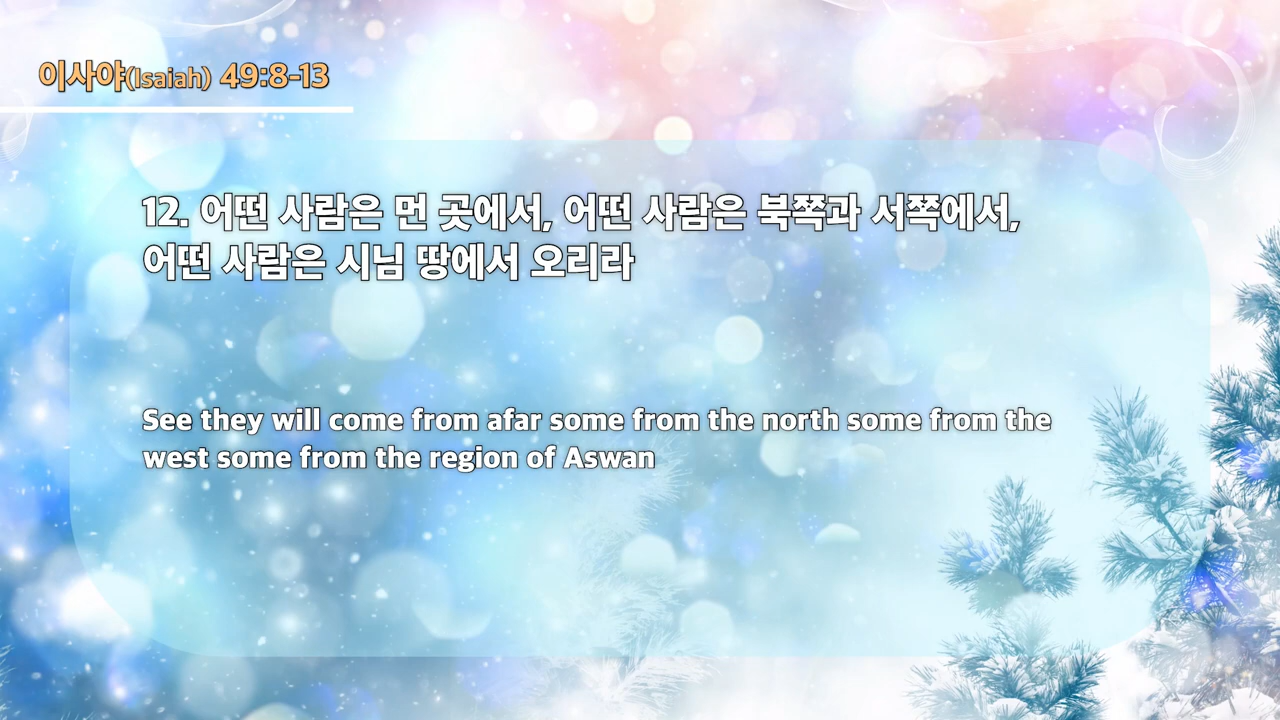 이사야(Isaiah) 49:8-13
12. 어떤 사람은 먼 곳에서, 어떤 사람은 북쪽과 서쪽에서,
어떤 사람은 시님 땅에서 오리라
See they will come from afar some from the north some from the
west some from the region of Aswan